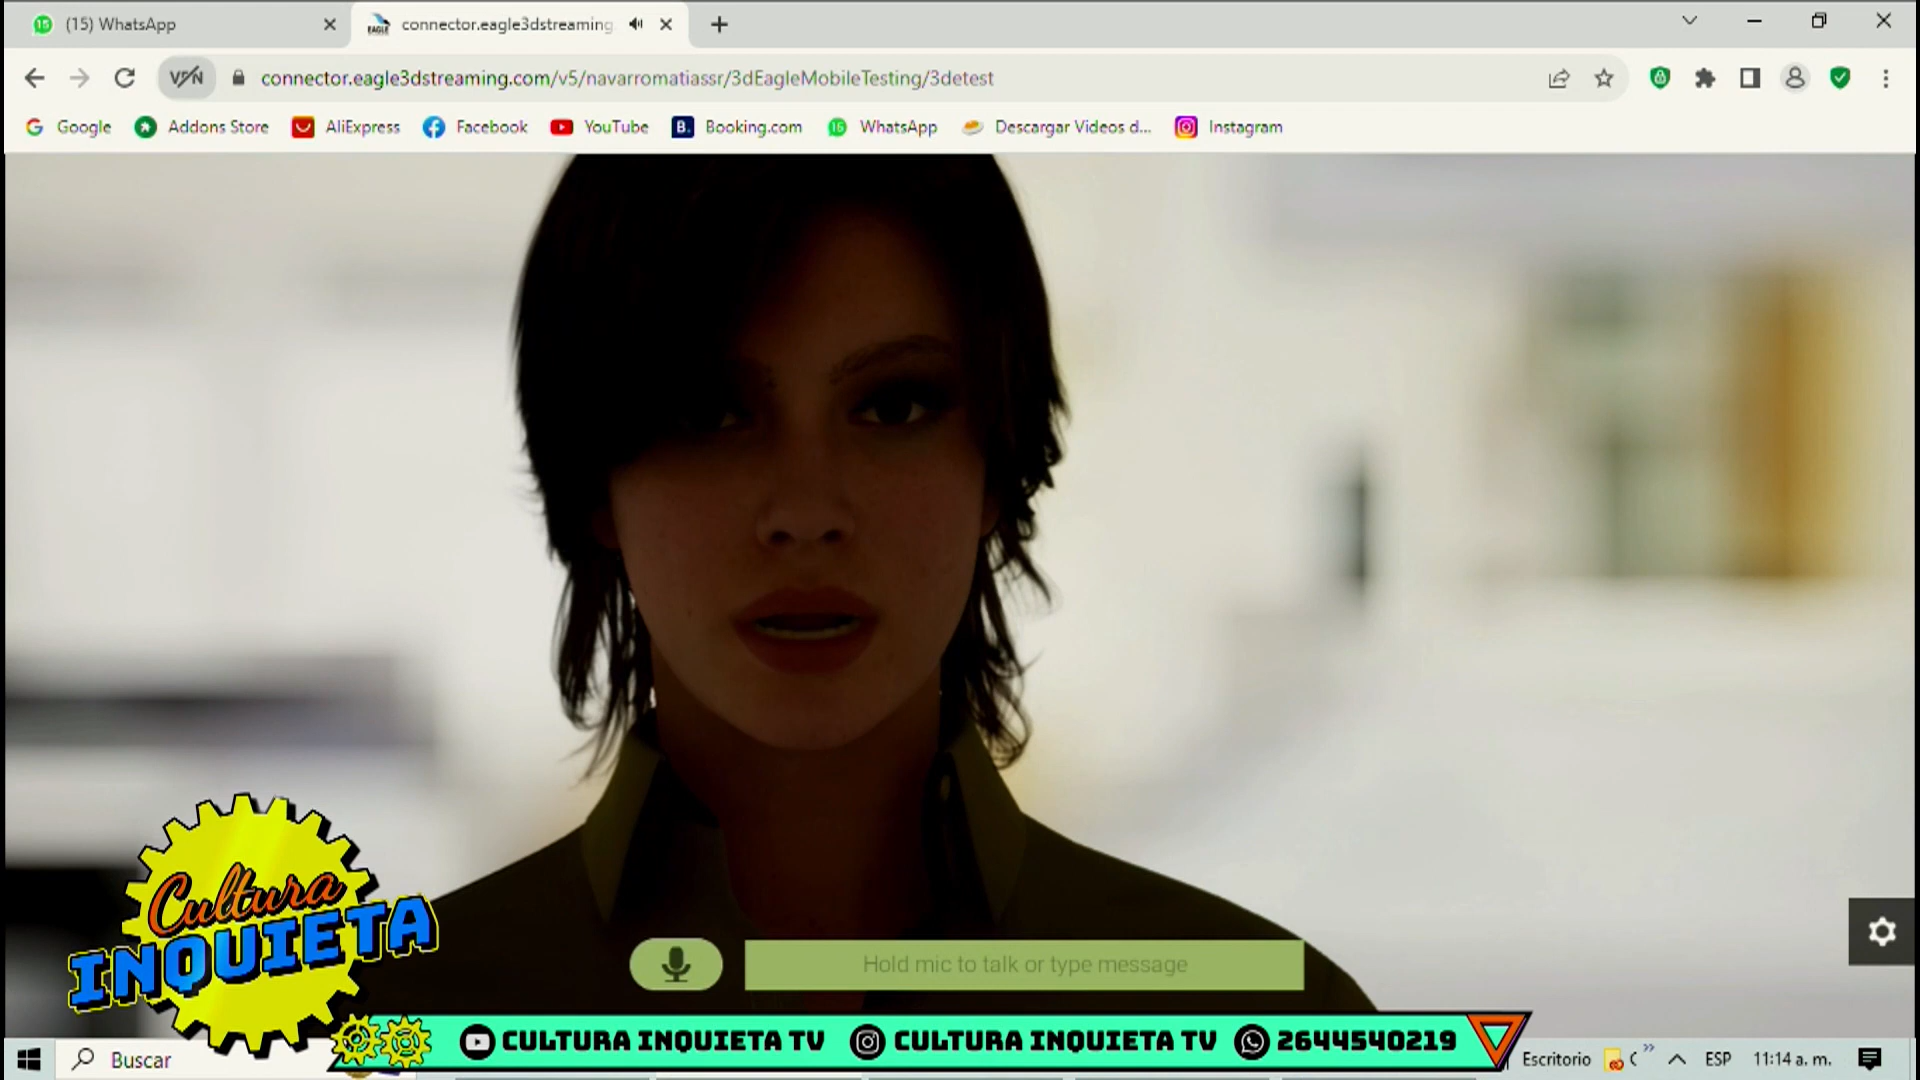 (15) WhatsApp
connector.eagle3dstreaming
VPN
connector.eagle3dstreaming.com/v5/navarromatiassr/3dEagleMobileTesting/3detest
Google
Addons Store
AliExpress
Facebook
YouTube
B. Booking.com
WhatsApp
Descargar Videos d...
Instagram
Hold mic to talk or type message
Cultura
INQUIETA
CULTURA INQUIETA TV
CULTURA INQUIETA TV
2644540219
Buscar
Escritorio
ESP
11:14 a. m.